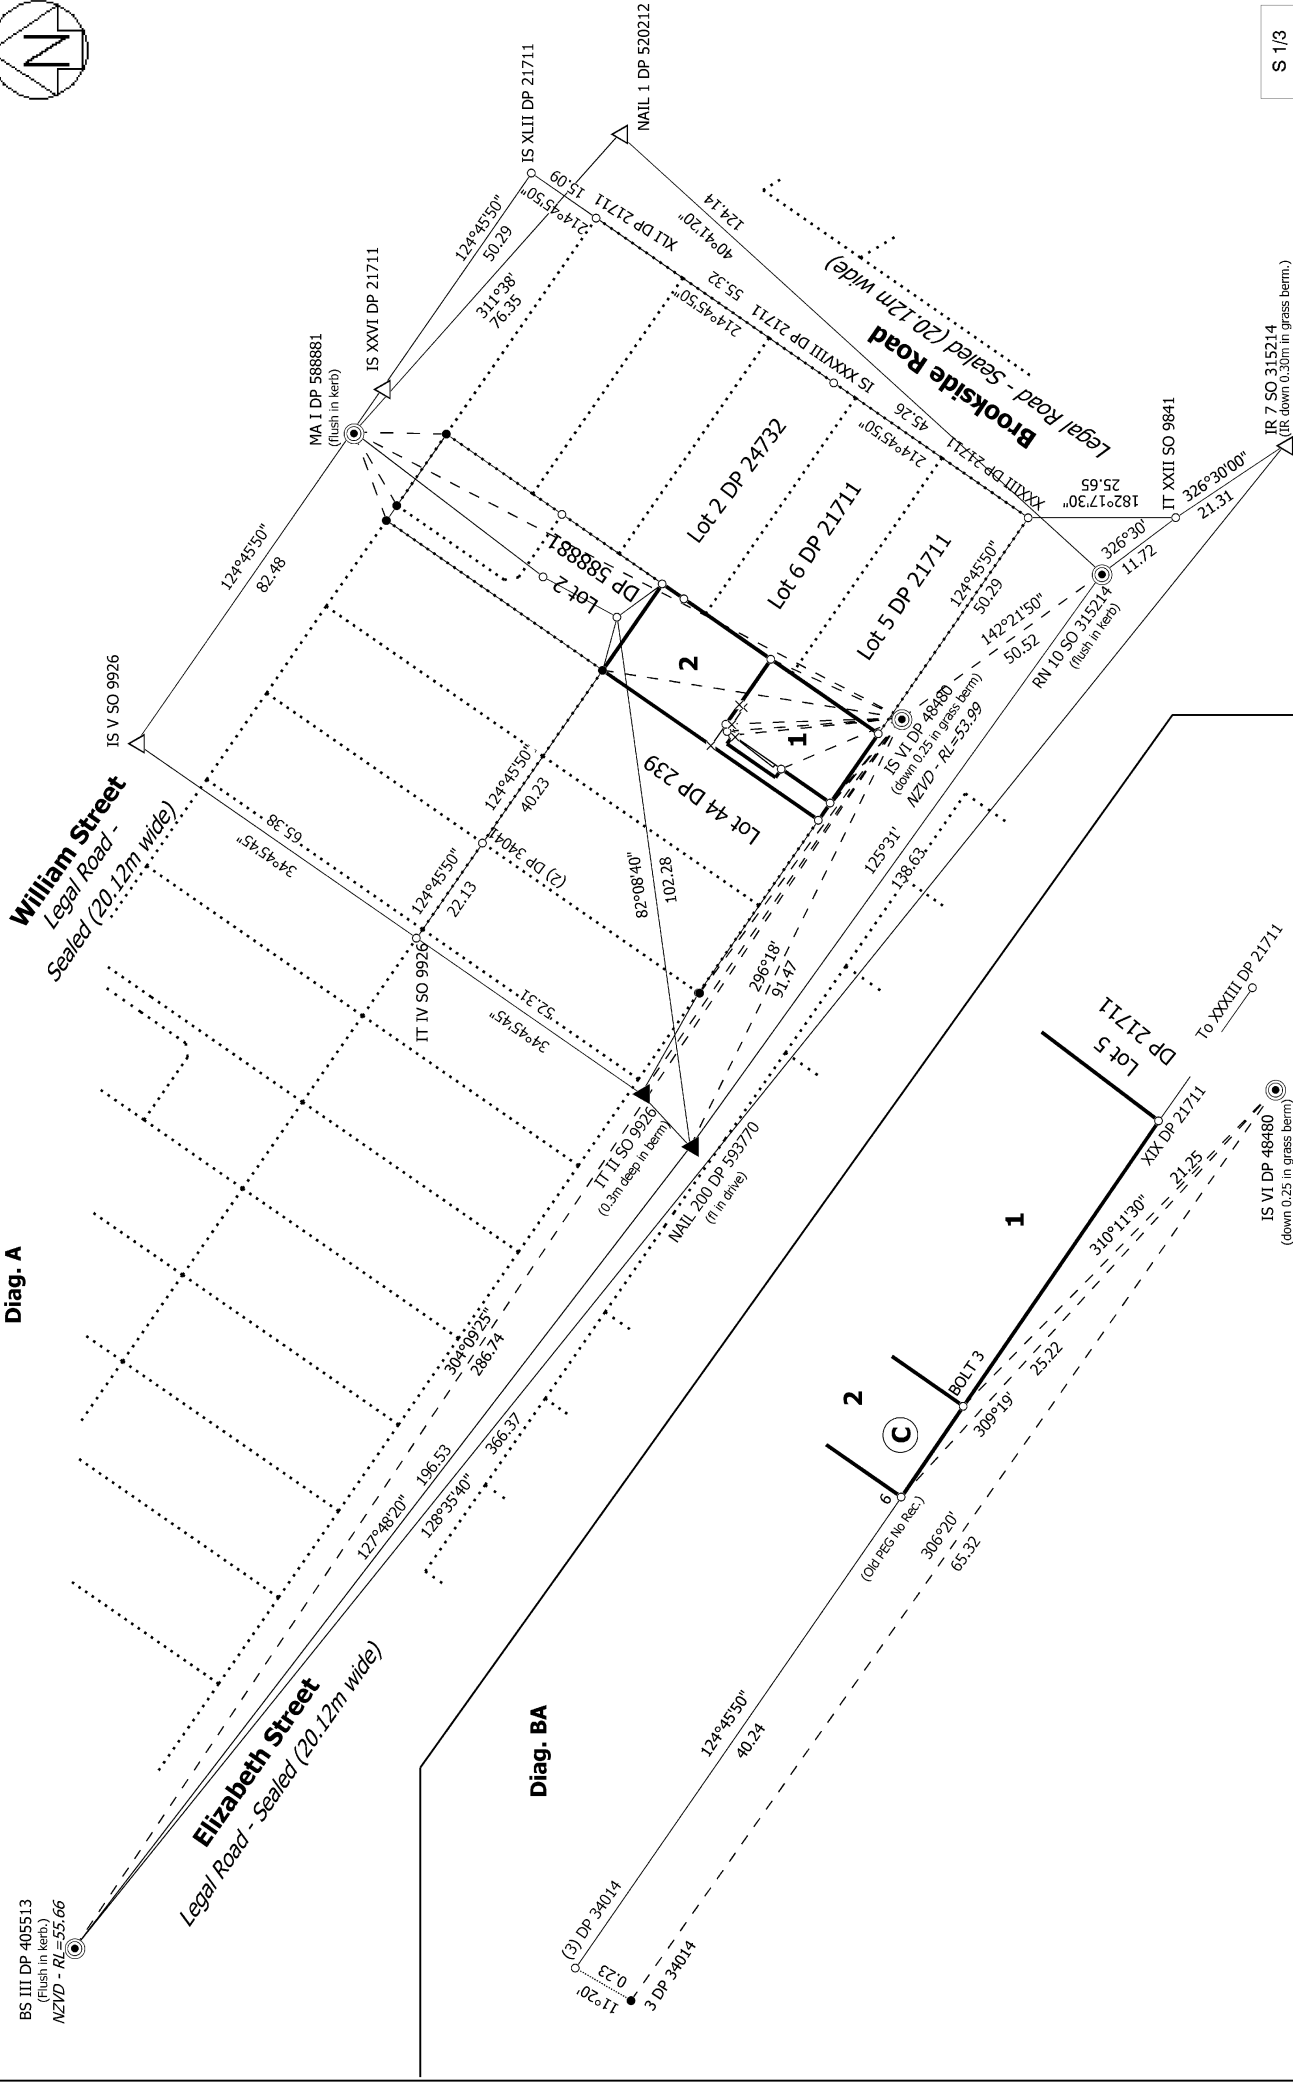 N
S 1/3
IS XLII DP 21711
NAIL 1 DP 520212
124°45'50"
50.29
15.09
214°45'50"
XLI DP 21711
311°38'
76.35
IS XXVI DP 21711
MA I DP 588881
(flush in kerb)
124.14
40°41'20"
55.32
214°45'50"
IS XXXVIII DP 21711
Legal Road - Sealed (20.12m wide)
Brookside Road
45.26
214°45'50"
XXXIII DP 21711
182°17'30"
25.65
IT XXII SO 9841
IR 7 SO 315214
(IR down 0.30m in grass berm.)
326°30'00"
21.31
326°30'
11.72
RN 10 SO 315214
(flush in kerb)
142°21'50"
50.52
124°45'50"
50.29
Lot 2 DP 24732
Lot 6 DP 21711
Lot 5 DP 21711
Lot 2
DP 588881
2
1
Lot 44 DP 239
IS VI DP 48480
(down 0.25 in grass berm)
NZVD - RL=53.99
124°45'50"
82.48
IS V SO 9926
William Street
Legal Road -
Sealed (20.12m wide)
65.38
34°45'45"
124°45'50"
40.23
(2) DP 34041
124°45'50"
22.13
IT IV SO 9926
52.31
34°45'45"
82°08'40"
102.28
296°18'
91.47
125°31'
138.63
IT II SO 9926
(0.3m deep in berm)
NAIL 200 DP 593770
(fl in drive)
Diag. A
304°09'25"
286.74
127°48'20"
196.53
128°35'40"
366.37
Elizabeth Street
Legal Road - Sealed (20.12m wide)
BS III DP 405513
(Flush in kerb.)
NZVD - RL=55.66
Diag. BA
Lot 5
DP 21711
To XXXIII DP 21711
XIX DP 21711
IS VI DP 48480
(down 0.25 in grass berm)
1
310°11'30"
21.25
BOLT 3
2
C
309°19'
25.22
6
(Old PEG No Rec.)
306°20'
65.32
124°45'50"
40.24
(3) DP 34014
11°20'
0.23
3 DP 34014